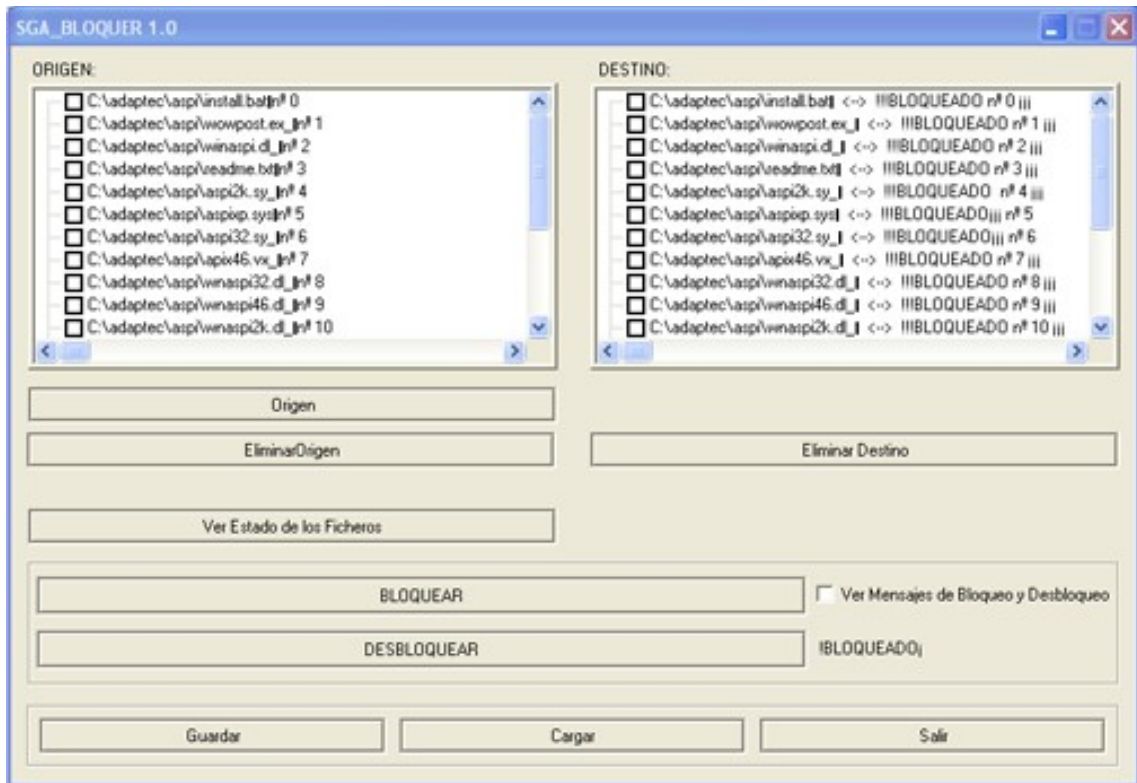 SGA_BLOQUER 1.0
ORIGEN:
C:\adaptec\aspi\install.bat|nº 0
C:\adaptec\aspi\wowpost.ex_|nº 1
C:\adaptec\aspi\winaspi.dl_|nº 2
C:\adaptec\aspi\readme.txt|nº 3
C:\adaptec\aspi\aspi2k.sy_|nº 4
C:\adaptec\aspi\aspixp.sys|nº 5
C:\adaptec\aspi\aspi32.sy_|nº 6
C:\adaptec\aspi\apix46.vx_|nº 7
C:\adaptec\aspi\wnaspi32.dl_|nº 8
C:\adaptec\aspi\wnaspi46.dl_|nº 9
C:\adaptec\aspi\wnaspi2k.dl_|nº 10
DESTINO:
C:\adaptec\aspi\install.bat| <--> !!!BLOQUEADO nº 0 ¡¡¡
C:\adaptec\aspi\wowpost.ex_| <--> !!!BLOQUEADO nº 1 ¡¡¡
C:\adaptec\aspi\winaspi.dl_| <--> !!!BLOQUEADO nº 2 ¡¡¡
C:\adaptec\aspi\readme.txt| <--> !!!BLOQUEADO nº 3 ¡¡¡
C:\adaptec\aspi\aspi2k.sy_| <--> !!!BLOQUEADO nº 4 ¡¡¡
C:\adaptec\aspi\aspixp.sys| <--> !!!BLOQUEADO¡¡¡ nº 5
C:\adaptec\aspi\aspi32.sy_| <--> !!!BLOQUEADO¡¡¡ nº 6
C:\adaptec\aspi\apix46.vx_| <--> !!!BLOQUEADO nº 7 ¡¡¡
C:\adaptec\aspi\wnaspi32.dl_| <--> !!!BLOQUEADO nº 8 ¡¡¡
C:\adaptec\aspi\wnaspi46.dl_| <--> !!!BLOQUEADO nº 9 ¡¡¡
C:\adaptec\aspi\wnaspi2k.dl_| <--> !!!BLOQUEADO nº 10 ¡¡¡
Origen
EliminarOrigen
Eliminar Destino
Ver Estado de los Ficheros
BLOQUEAR
Ver Mensajes de Bloqueo y Desbloqueo
DESBLOQUEAR
!BLOQUEADO¡
Guardar
Cargar
Salir